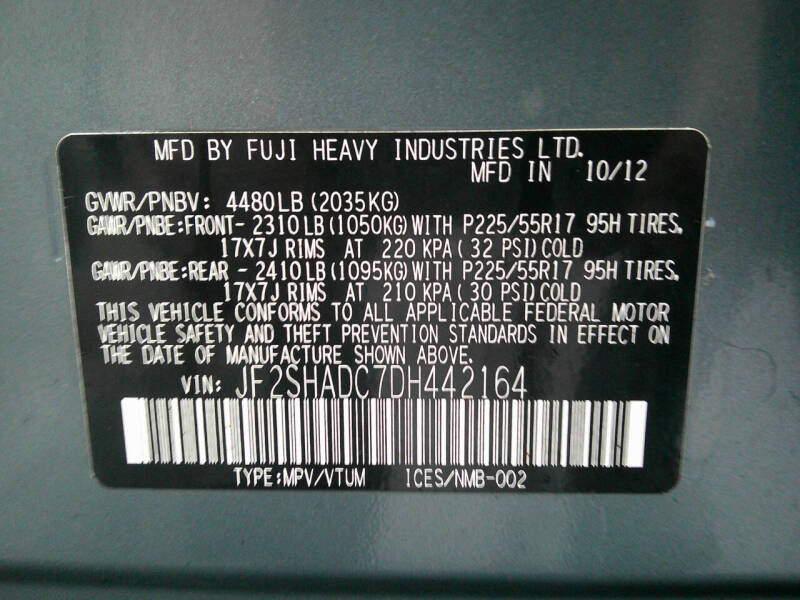 MFD BY FUJI HEAVY INDUSTRIES LTD.
MFD IN 10/12
GVWR/PNBV: 4480LB (2035KG)
GAWR/PNBE:FRONT- 2310LB (1050KG) WITH P225/55R17 95H TIRES,
17X7J RIMS AT 220 KPA ( 32 PSI) COLD
GAWR/PNBE:REAR - 2410LB (1095KG) WITH P225/55R17 95H TIRES,
17X7J RIMS AT 210 KPA ( 30 PSI) COLD
THIS VEHICLE CONFORMS TO ALL APPLICABLE FEDERAL MOTOR
VEHICLE SAFETY AND THEFT PREVENTION STANDARDS IN EFFECT ON
THE DATE OF MANUFACTURE SHOWN ABOVE.
VIN: JF2SHADC7DH442164
TYPE:MPV/VTUM ICES/NMB-002